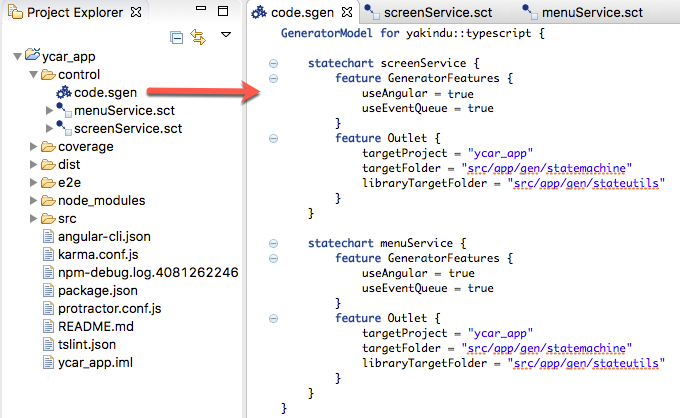 Project Explorer
ycar_app
control
code.sgen
menuService.sct
screenService.sct
coverage
dist
e2e
node_modules
src
angular-cli.json
karma.conf.js
npm-debug.log.4081262246
package.json
protractor.conf.js
README.md
tslint.json
ycar_app.iml
code.sgen
screenService.sct
menuService.sct
GeneratorModel for yakindu::typescript {
statechart screenService {
feature GeneratorFeatures {
useAngular = true
useEventQueue = true
}
feature Outlet {
targetProject = "ycar_app"
targetFolder = "src/app/gen/statemachine"
libraryTargetFolder = "src/app/gen/stateutils"
}
}
statechart menuService {
feature GeneratorFeatures {
useAngular = true
useEventQueue = true
}
feature Outlet {
targetProject = "ycar_app"
targetFolder = "src/app/gen/statemachine"
libraryTargetFolder = "src/app/gen/stateutils"
}
}
}